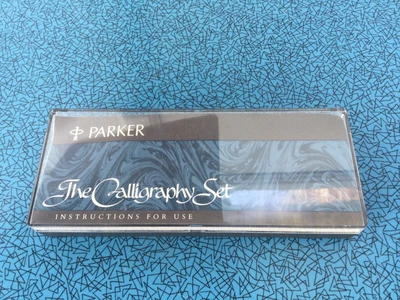 PARKER
The Calligraphy Set
INSTRUCTIONS FOR USE